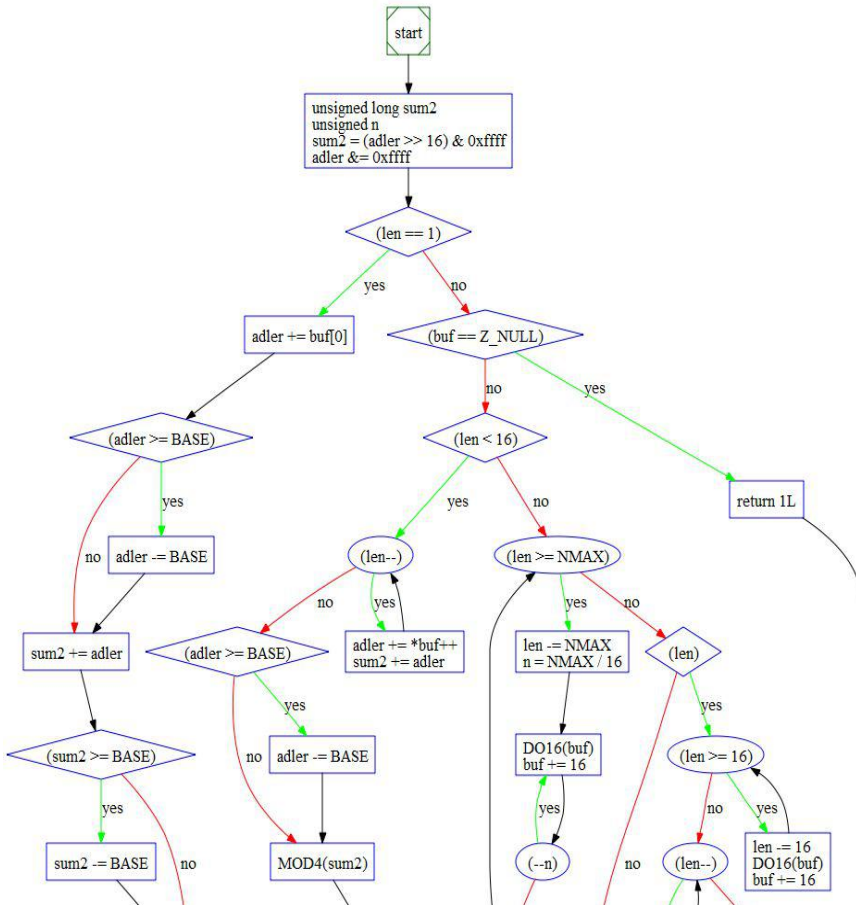 start
unsigned long sum2
unsigned n
sum2 = (adler >> 16) & 0xffff
adler &= 0xffff
(len == 1)
yes
no
adler += buf[0]
(buf == Z_NULL)
no
yes
(adler >= BASE)
(len < 16)
yes
yes
no
return 1L
no
adler -= BASE
(len--)
(len >= NMAX)
no
yes
yes
no
sum2 += adler
(adler >= BASE)
adler += *buf++
sum2 += adler
len -= NMAX
n = NMAX / 16
(len)
yes
yes
(sum2 >= BASE)
no
adler -= BASE
DO16(buf)
buf += 16
(len >= 16)
yes
yes
no
yes
sum2 -= BASE
no
MOD4(sum2)
(--n)
no
(len--)
len -= 16
DO16(buf)
buf += 16